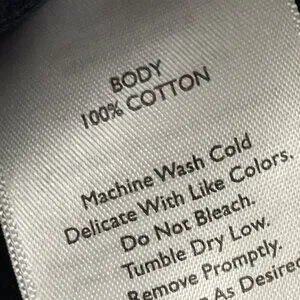 BODY
100% COTTON
Machine Wash Cold
Delicate With Like Colors.
Do Not Bleach.
Tumble Dry Low.
Remove Promptly.
As Desired